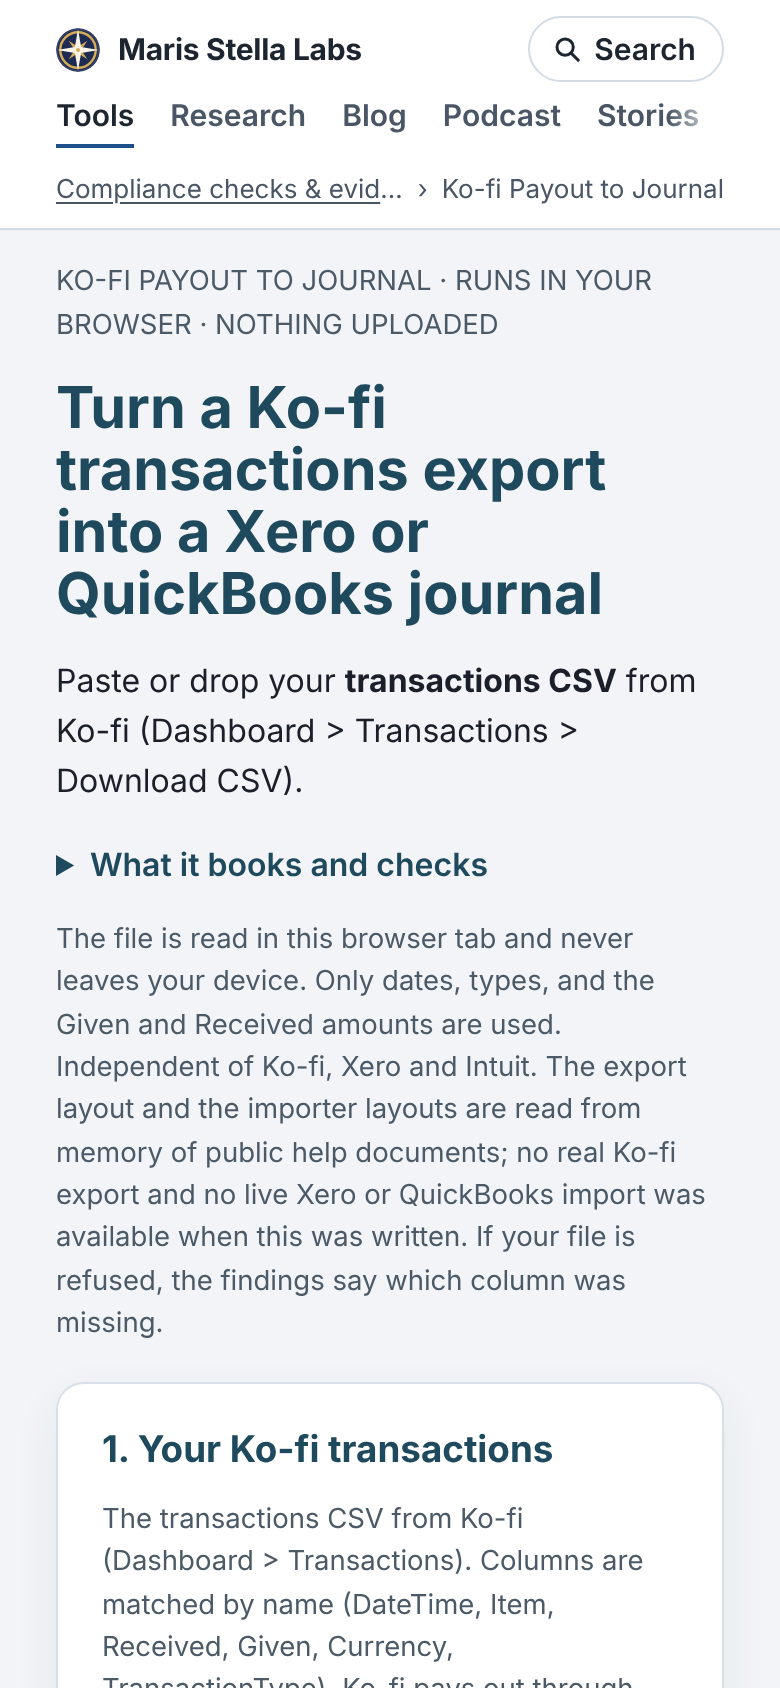 Maris Stella Labs
Search
Tools Research Blog Podcast Stories
Compliance checks & evid... › Ko-fi Payout to Journal
KO-FI PAYOUT TO JOURNAL · RUNS IN YOUR
BROWSER · NOTHING UPLOADED
Turn a Ko-fi
transactions export
into a Xero or
QuickBooks journal
Paste or drop your transactions CSV from
Ko-fi (Dashboard > Transactions >
Download CSV).
What it books and checks
The file is read in this browser tab and never
leaves your device. Only dates, types, and the
Given and Received amounts are used.
Independent of Ko-fi, Xero and Intuit. The export
layout and the importer layouts are read from
memory of public help documents; no real Ko-fi
export and no live Xero or QuickBooks import was
available when this was written. If your file is
refused, the findings say which column was
missing.
1. Your Ko-fi transactions
The transactions CSV from Ko-fi
(Dashboard > Transactions). Columns are
matched by name (DateTime, Item,
Received, Given, Currency,
TransactionType). Ko-fi pays out through